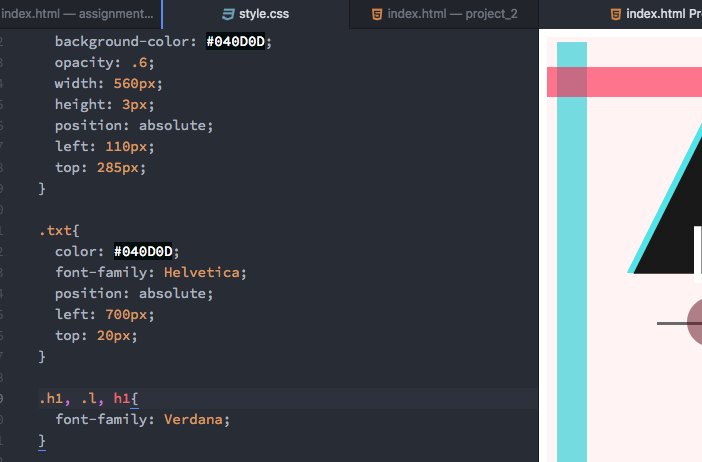 index.html — assignment...
style.css
index.html — project_2
index.html Pr
background-color: #040D0D;
opacity: .6;
width: 560px;
height: 3px;
position: absolute;
left: 110px;
top: 285px;
}
.txt{
color: #040D0D;
font-family: Helvetica;
position: absolute;
left: 700px;
top: 20px;
}
.h1, .l, h1{
font-family: Verdana;
}